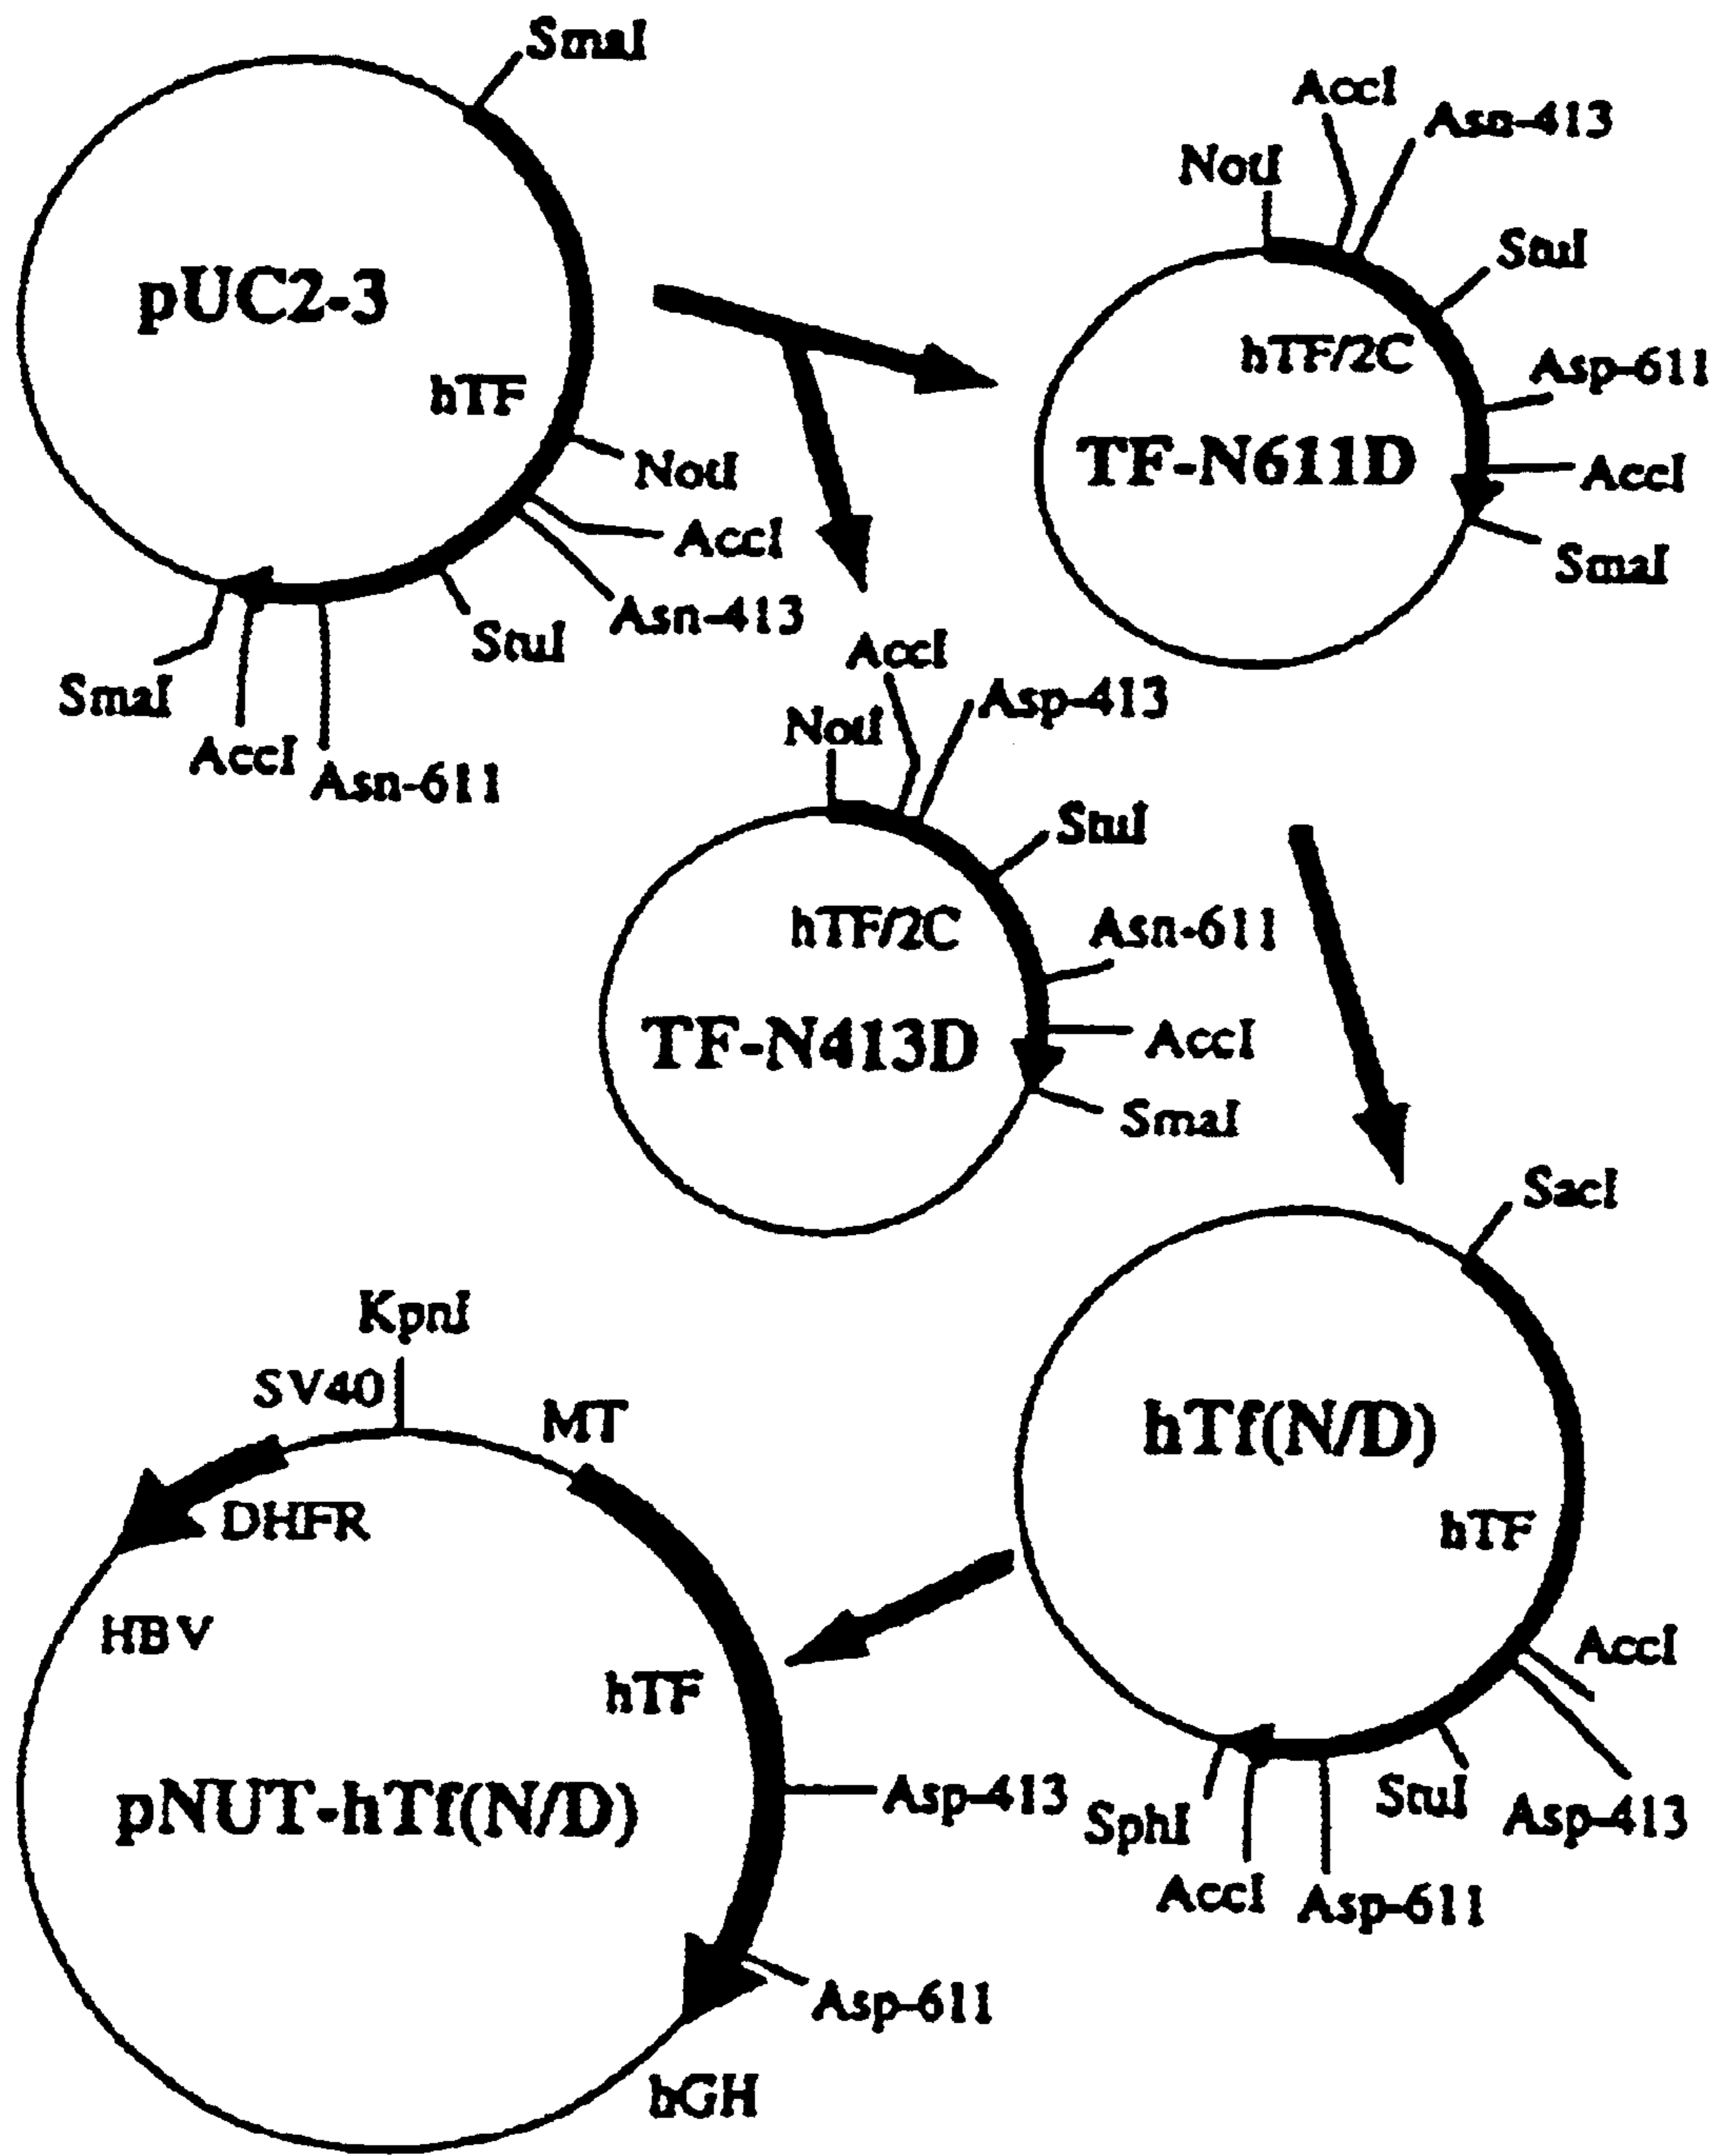 SmaI
pUC2-3
hTF
NotI
AccI
Asn-413
StuI
SmaI
AccI
Asn-611
AccI
Asn-413
NotI
StuI
hTF/2C
Asp-611
TF-N611D
AccI
SmaI
AccI
Asp-413
NotI
StuI
hTF/2C
Asn-611
TF-N413D
AccI
SmaI
SacI
hTf(N/D)
hTF
AccI
StuI
Asp-413
SphI
AccI
Asp-611
KpnI
SV40
MT
DHFR
HBV
hTF
pNUT-hTf(N/D)
Asp-413
Asp-611
hGH